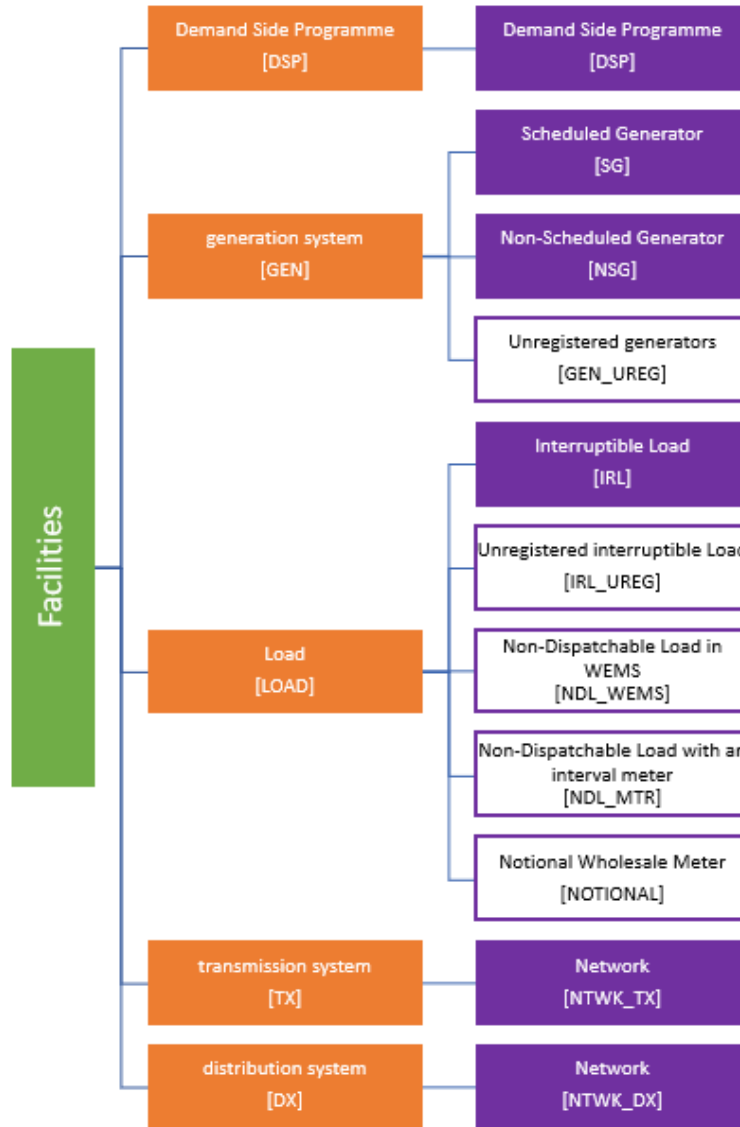 Facilities
Demand Side Programme
[DSP]
Demand Side Programme
[DSP]
generation system
[GEN]
Scheduled Generator
[SG]
Non-Scheduled Generator
[NSG]
Unregistered generators
[GEN_UREG]
Load
[LOAD]
Interruptible Load
[IRL]
Unregistered interruptible Load
[IRL_UREG]
Non-Dispatchable Load in
WEMS
[NDL_WEMS]
Non-Dispatchable Load with an
interval meter
[NDL_MTR]
Notional Wholesale Meter
[NOTIONAL]
transmission system
[TX]
Network
[NTWK_TX]
distribution system
[DX]
Network
[NTWK_DX]